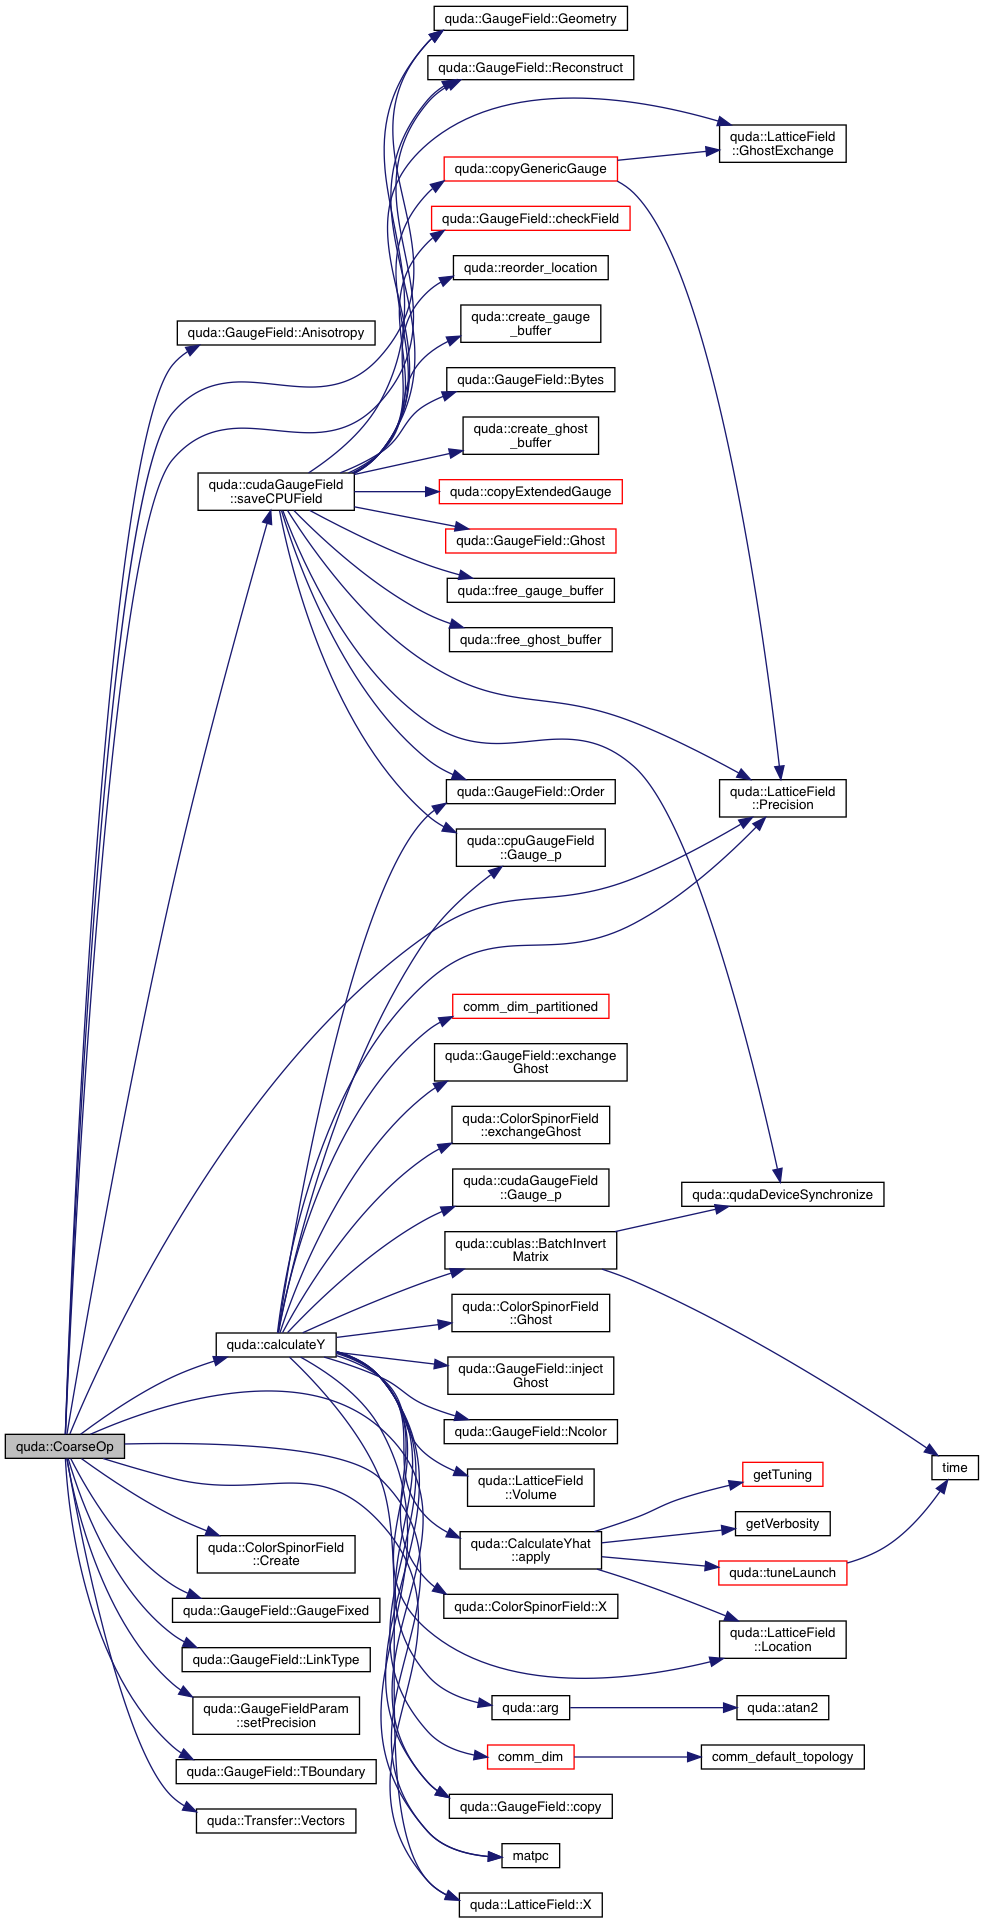 quda::GaugeField::Geometry
quda::GaugeField::Reconstruct
quda::LatticeField
::GhostExchange
quda::copyGenericGauge
quda::GaugeField::checkField
quda::reorder_location
quda::create_gauge
_buffer
quda::GaugeField::Anisotropy
quda::GaugeField::Bytes
quda::create_ghost
_buffer
quda::cudaGaugeField
::saveCPUField
quda::copyExtendedGauge
quda::GaugeField::Ghost
quda::free_gauge_buffer
quda::free_ghost_buffer
quda::GaugeField::Order
quda::LatticeField
::Precision
quda::cpuGaugeField
::Gauge_p
comm_dim_partitioned
quda::GaugeField::exchange
Ghost
quda::ColorSpinorField
::exchangeGhost
quda::cudaGaugeField
::Gauge_p
quda::qudaDeviceSynchronize
quda::cublas::BatchInvert
Matrix
quda::ColorSpinorField
::Ghost
quda::calculateY
quda::GaugeField::inject
Ghost
quda::GaugeField::Ncolor
quda::CoarseOp
time
getTuning
quda::LatticeField
::Volume
getVerbosity
quda::CalculateYhat
::apply
quda::ColorSpinorField
::Create
quda::tuneLaunch
quda::ColorSpinorField::X
quda::GaugeField::GaugeFixed
quda::LatticeField
::Location
quda::GaugeField::LinkType
quda::arg
quda::atan2
quda::GaugeFieldParam
::setPrecision
comm_dim
comm_default_topology
quda::GaugeField::TBoundary
quda::GaugeField::copy
quda::Transfer::Vectors
matpc
quda::LatticeField::X